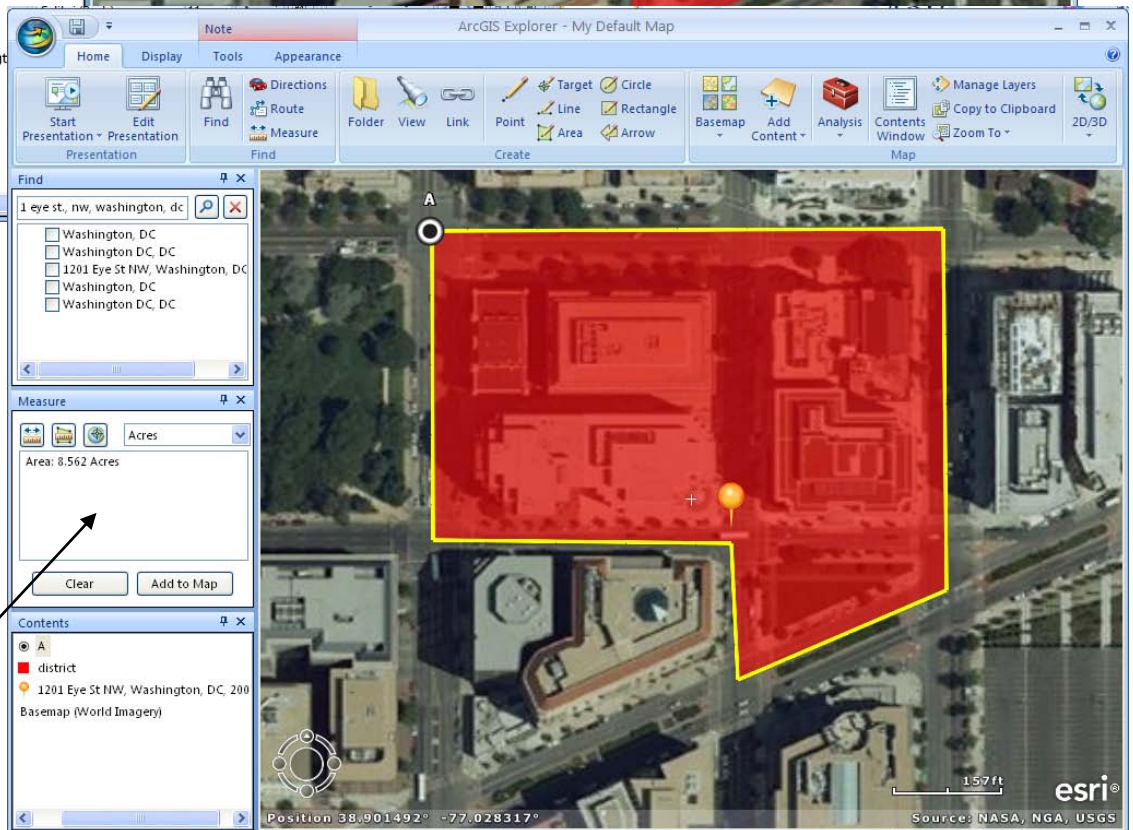 Note
ArcGIS Explorer - My Default Map
Home Display Tools Appearance
Start Presentation
Edit Presentation
Presentation
Find
Directions
Route
Measure
Find
Folder
View
Link
Point
Target
Line
Area
Circle
Rectangle
Arrow
Create
Basemap
Add Content
Analysis
Contents Window
Manage Layers
Copy to Clipboard
Zoom To
Map
2D/3D
Find
1 eye st., nw, washington, dc
Washington, DC
Washington DC, DC
1201 Eye St NW, Washington, DC
Washington, DC
Washington DC, DC
Measure
Acres
Area: 8.562 Acres
Clear
Add to Map
Contents
A
district
1201 Eye St NW, Washington, DC, 200
Basemap (World Imagery)
A
157ft
esri®
Position 38.901492° -77.028317°
Source: NASA, NGA, USGS